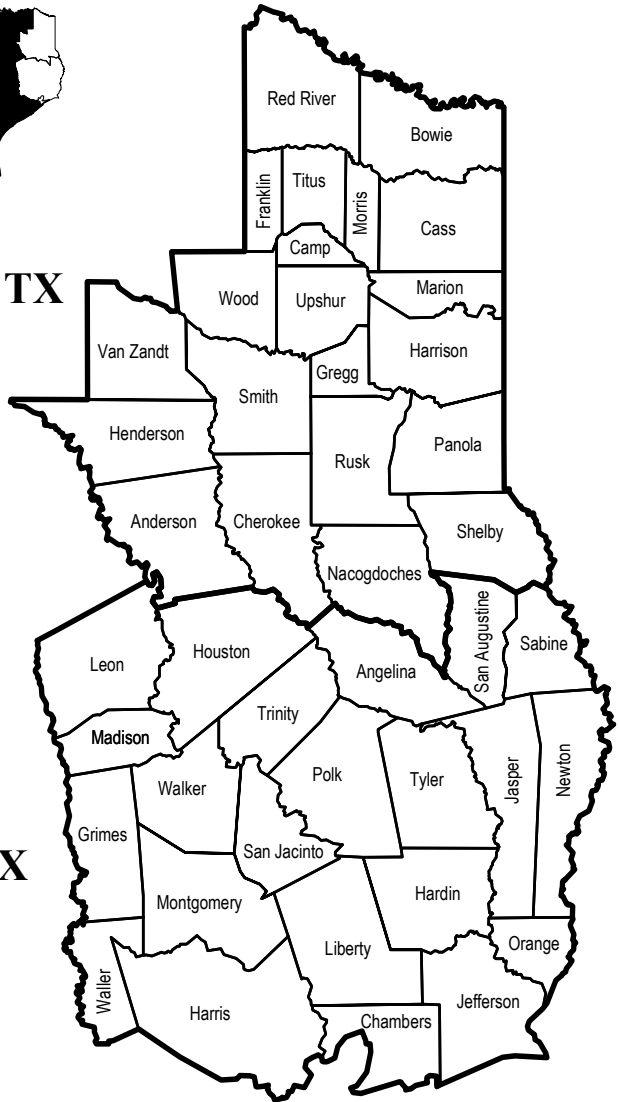 Red River
Bowie
Franklin
Titus
Morris
Cass
Camp
TX
Wood
Upshur
Marion
Van Zandt
Harrison
Gregg
Smith
Henderson
Rusk
Panola
Anderson
Cherokee
Shelby
Nacogdoches
San Augustine
Sabine
Houston
Leon
Angelina
Trinity
Madison
Polk
Tyler
Jasper
Newton
Walker
Grimes
San Jacinto
X
Hardin
Montgomery
Orange
Liberty
Waller
Jefferson
Harris
Chambers